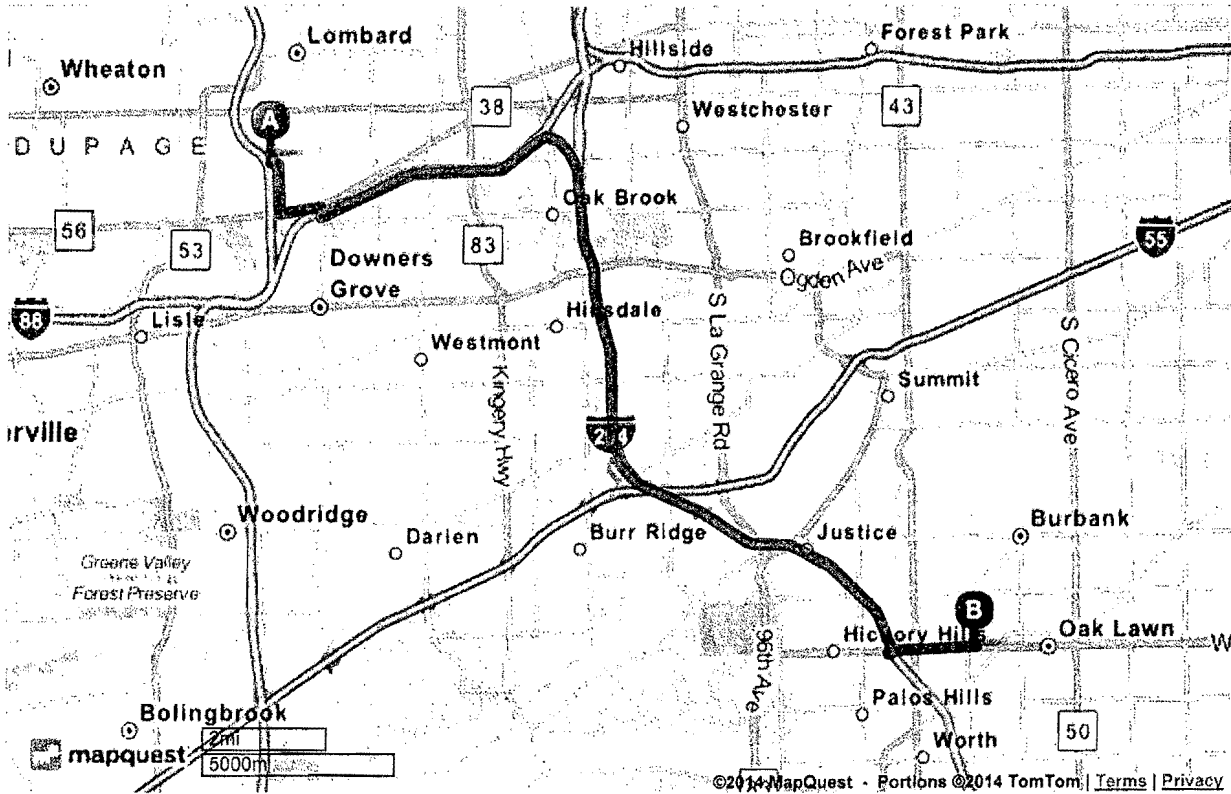 Lombard
Hillside
Forest Park
Wheaton
A
38
Westchester
43
DUPAGE
Oak Brook
56
53
83
Brookfield
55
Downers
Grove
Ogden Ave
88
Lisle
Hinsdale
Westmont
S La Grange Rd
S Cicero Ave
Kingery Hwy
Summit
rville
Woodridge
Darien
Burr Ridge
Justice
Burbank
Greene Valley
Forest Preserve
B
Hickory Hills
Oak Lawn
W
96th Ave
Palos Hills
Bolingbrook
50
Worth
mapquest
2mi
5000m
©2014 MapQuest - Portions ©2014 TomTom | Terms | Privacy